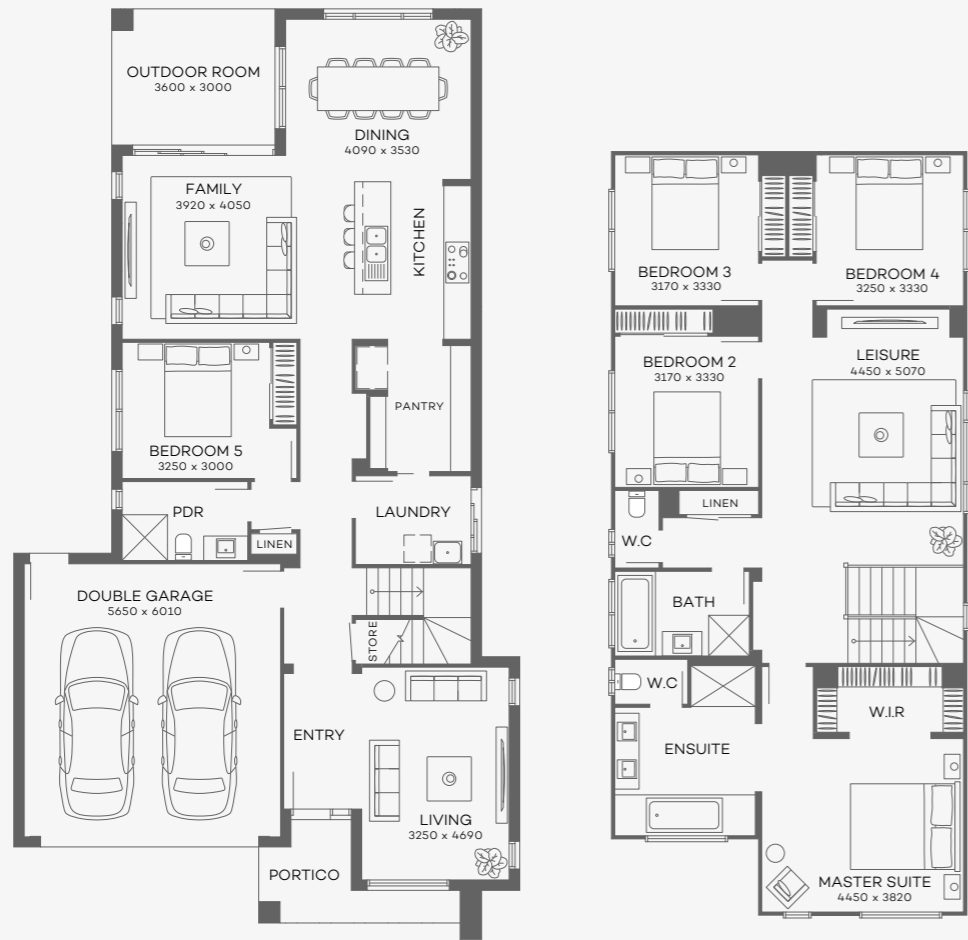 OUTDOOR ROOM
3600 x 3000
DINING
4090 x 3530
FAMILY
3920 x 4050
KITCHEN
PANTRY
BEDROOM 5
3250 x 3000
PDR
LINEN
LAUNDRY
DOUBLE GARAGE
5650 x 6010
STORE
ENTRY
LIVING
3250 x 4690
PORTICO
BEDROOM 3
3170 x 3330
BEDROOM 4
3250 x 3330
BEDROOM 2
3170 x 3330
LEISURE
4450 x 5070
LINEN
W.C
BATH
W.C
W.I.R
ENSUITE
MASTER SUITE
4450 x 3820